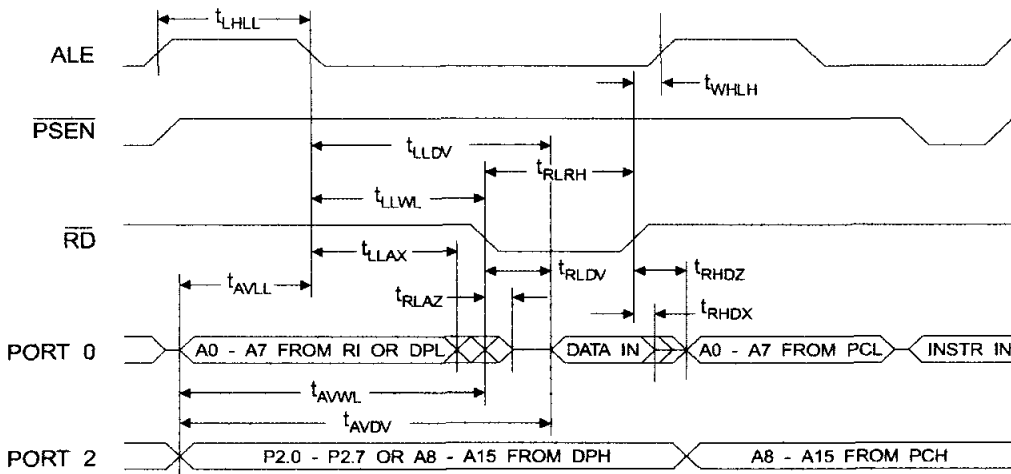 tLHLL
ALE
tWHLH
PSEN
tLLDV
tRLRH
tLLWL
RD
tLLAX
tRLDV
tRHDZ
tAVLL
tRLAZ
tRHDX
PORT 0
A0 - A7 FROM RI OR DPL
DATA IN
A0 - A7 FROM PCL
INSTR IN
tAVWL
tAVDV
PORT 2
P2.0 - P2.7 OR A8 - A15 FROM DPH
A8 - A15 FROM PCH